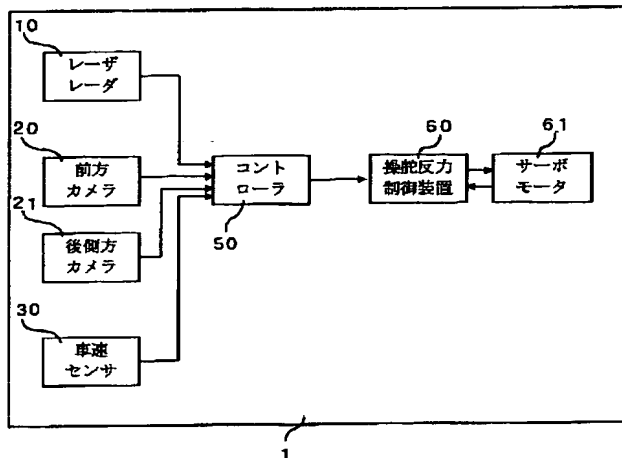 10
レーザ
レーダ
20
前方
カメラ
21
後側方
カメラ
30
車速
センサ
コント
ローラ
50
60
操舵反力
制御装置
61
サーボ
モータ
1